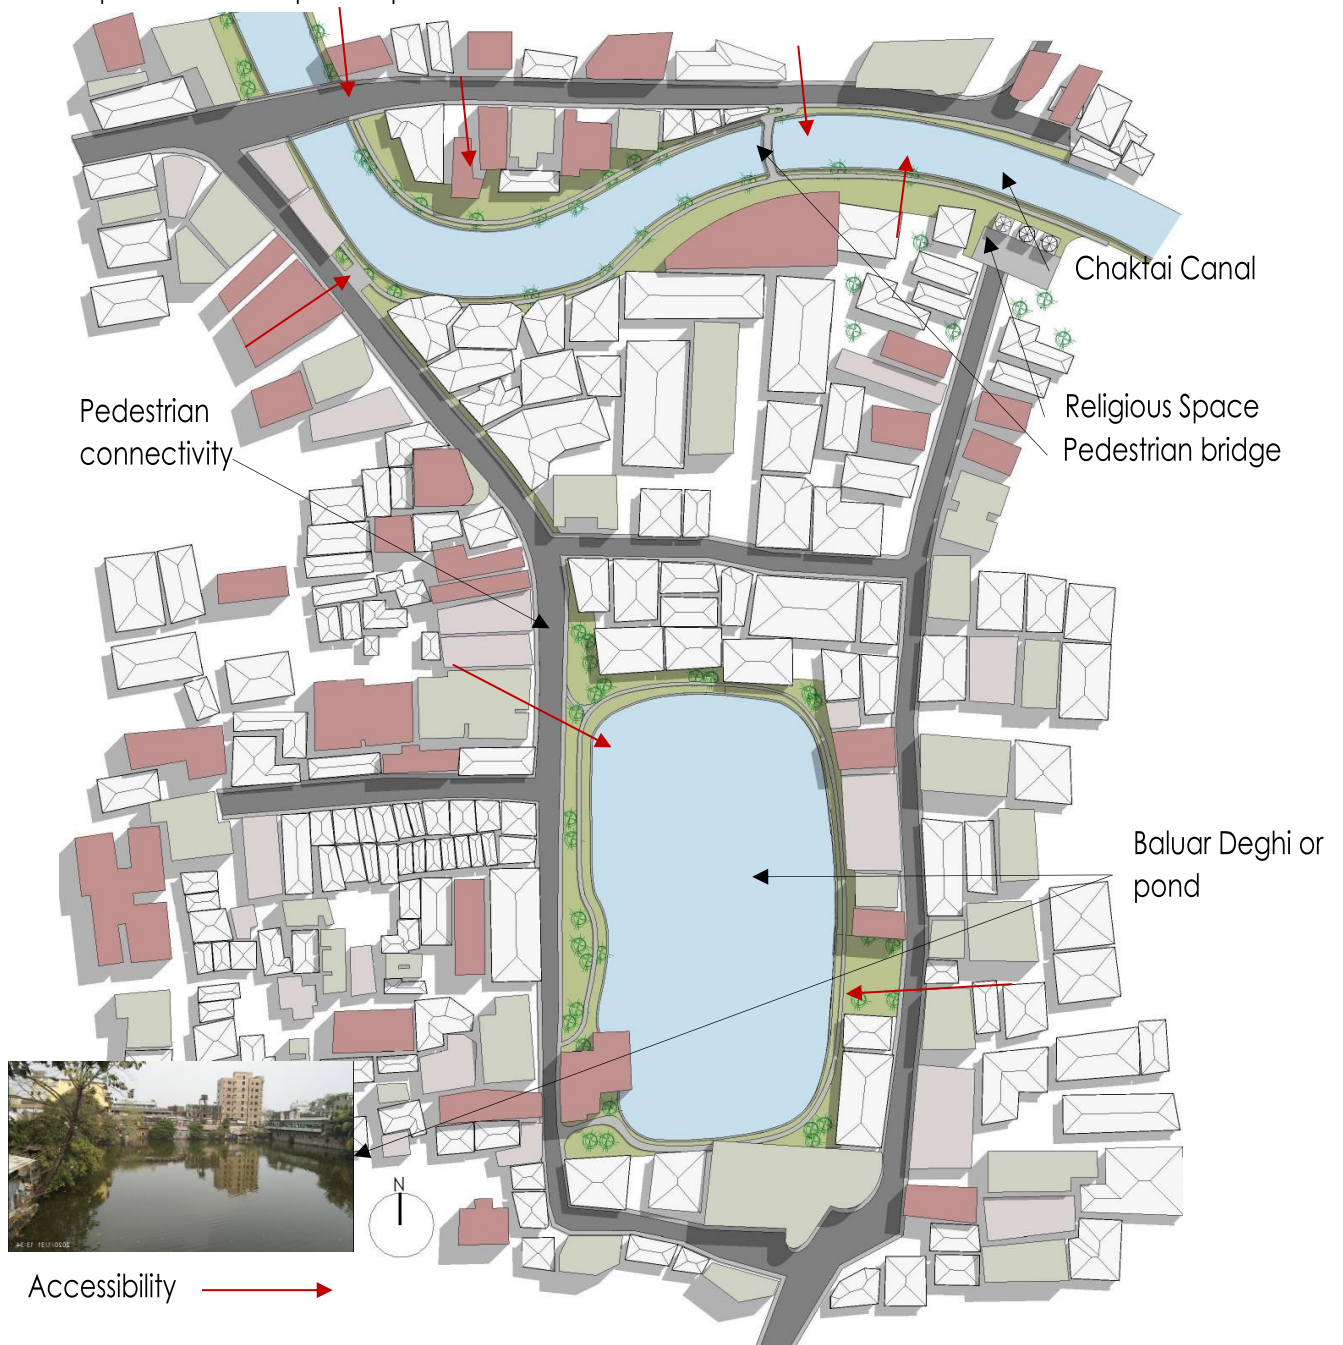 Chaktai Canal
Pedestrian
connectivity
Religious Space
Pedestrian bridge
Baluar Deghi or
pond
N
Accessibility